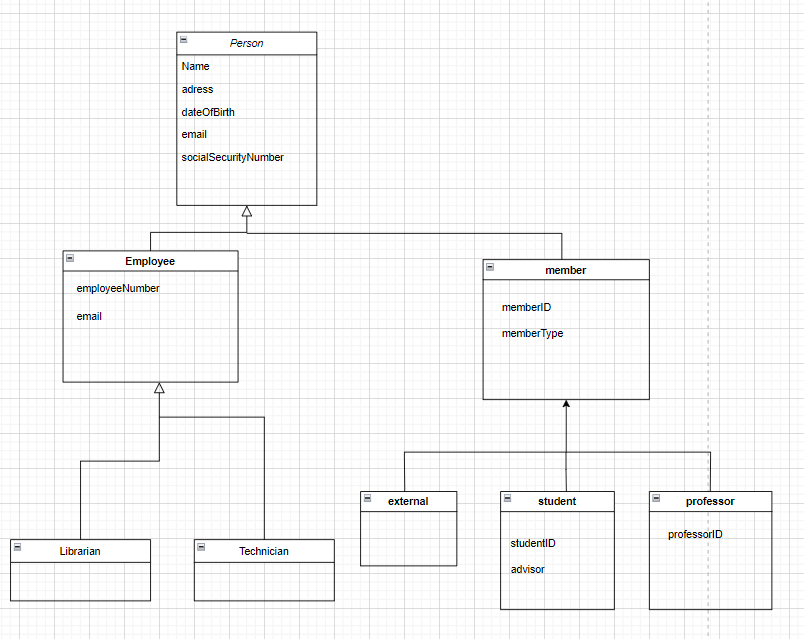 Person
Name
adress
dateOfBirth
email
socialSecurityNumber
Employee
employeeNumber
email
member
memberID
memberType
Librarian
Technician
external
student
studentID
advisor
professor
professorID